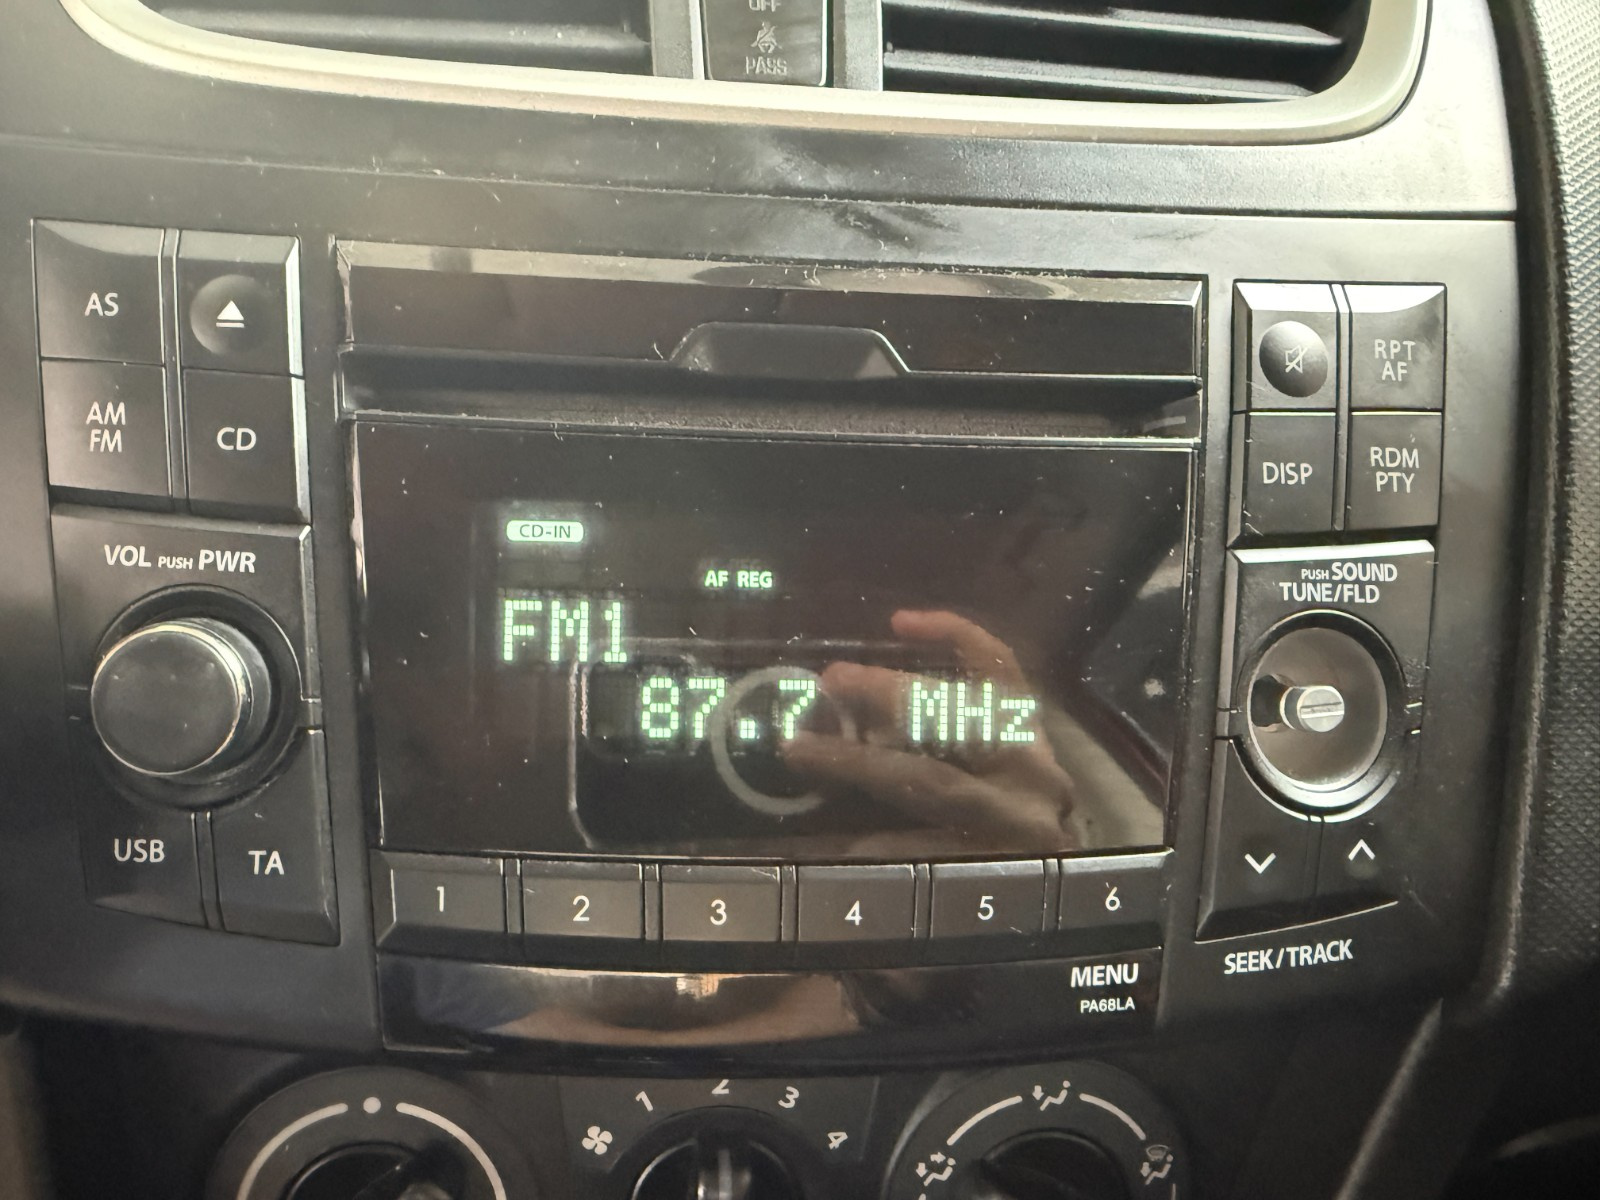 OFF
PASS
AS
AM
FM
CD
RPT
AF
DISP
RDM
PTY
VOL PUSH PWR
CD-IN
AF REG
FM1
87.7 MHz
PUSH SOUND
TUNE/FLD
USB
TA
1
2
3
4
5
6
SEEK/TRACK
MENU
PA68LA
1
2
3
4